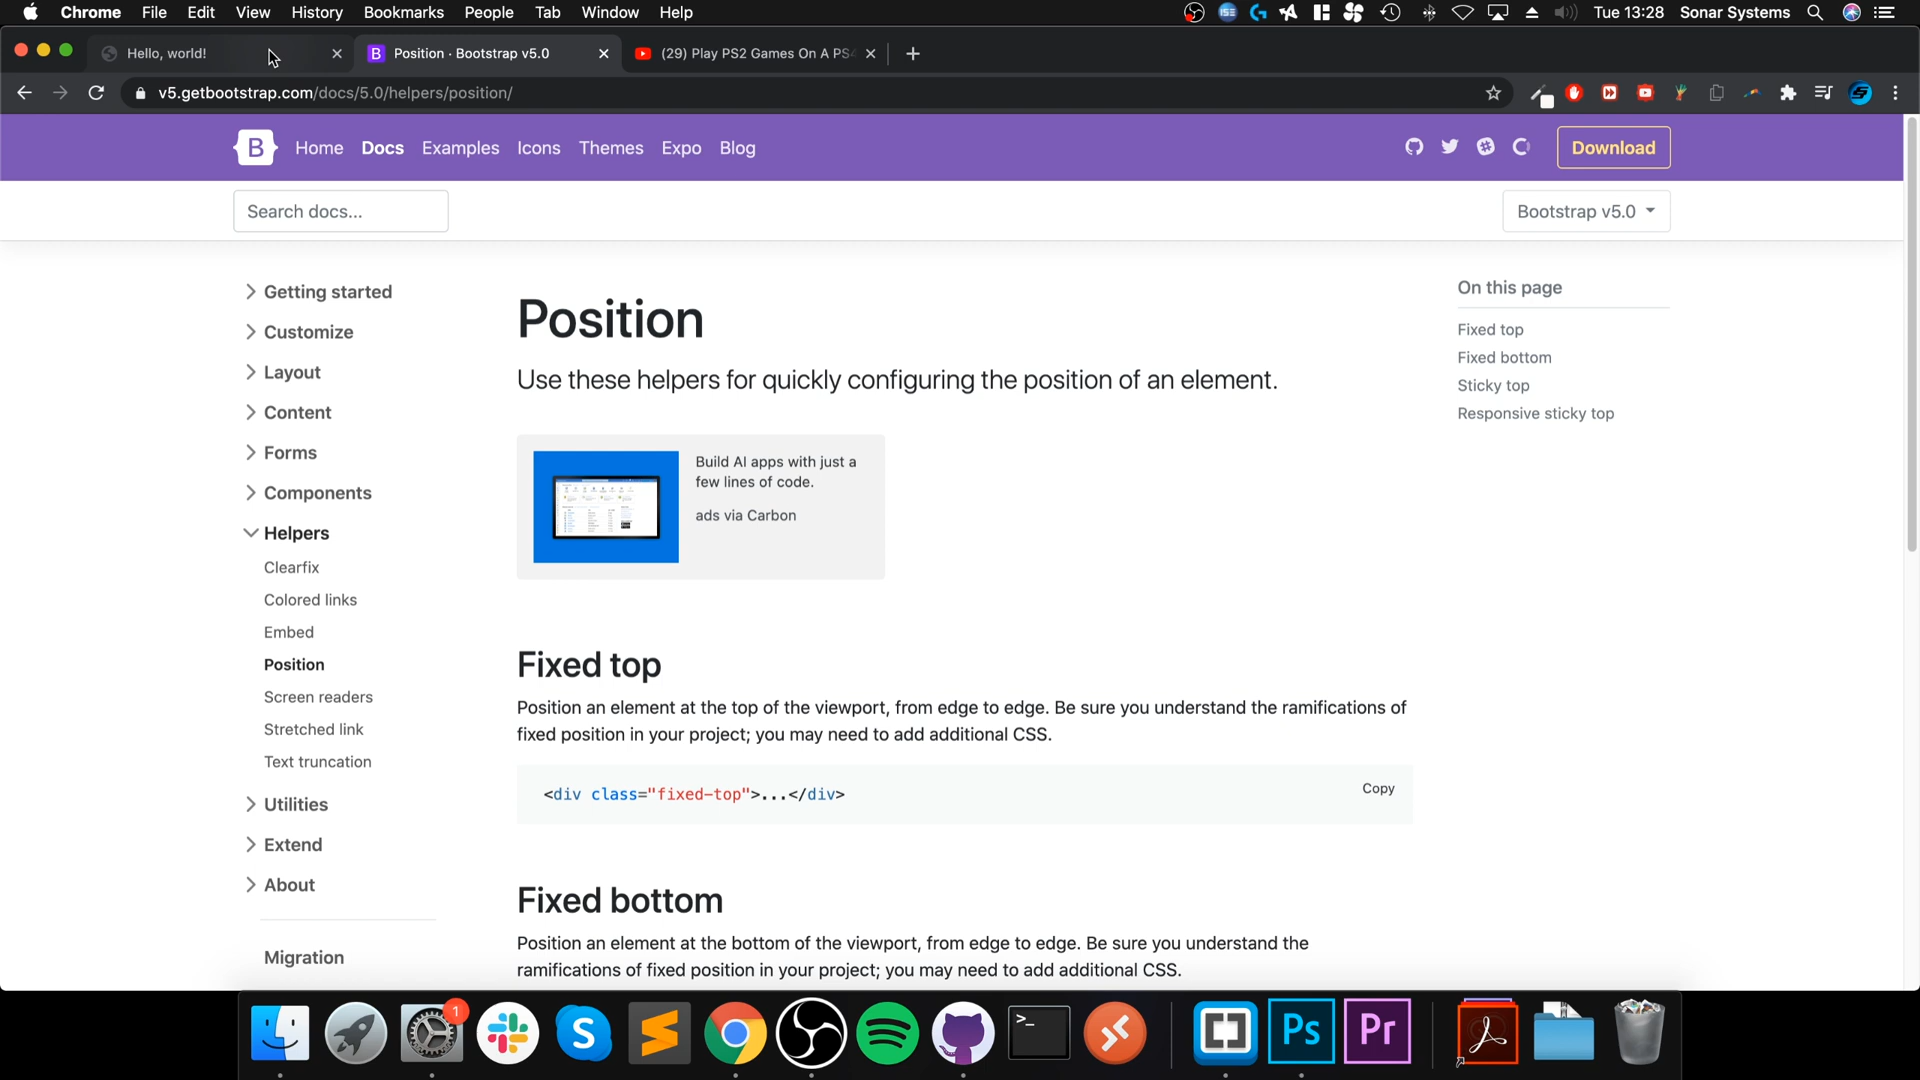 Chrome File Edit View History Bookmarks People Tab Window Help Tue 13:28 Sonar Systems
Hello, world! Position · Bootstrap v5.0 (29) Play PS2 Games On A PS
v5.getbootstrap.com/docs/5.0/helpers/position/
B Home Docs Examples Icons Themes Expo Blog Download
Search docs... Bootstrap v5.0
Getting started
Customize
Layout
Content
Forms
Components
Helpers
Clearfix
Colored links
Embed
Position
Screen readers
Stretched link
Text truncation
Utilities
Extend
About
Migration
Position
Use these helpers for quickly configuring the position of an element.
Build AI apps with just a
few lines of code.
ads via Carbon
Fixed top
Position an element at the top of the viewport, from edge to edge. Be sure you understand the ramifications of
fixed position in your project; you may need to add additional CSS.
<div class="fixed-top">...</div>
Copy
Fixed bottom
Position an element at the bottom of the viewport, from edge to edge. Be sure you understand the
ramifications of fixed position in your project; you may need to add additional CSS.
On this page
Fixed top
Fixed bottom
Sticky top
Responsive sticky top
1
Ps
Pr